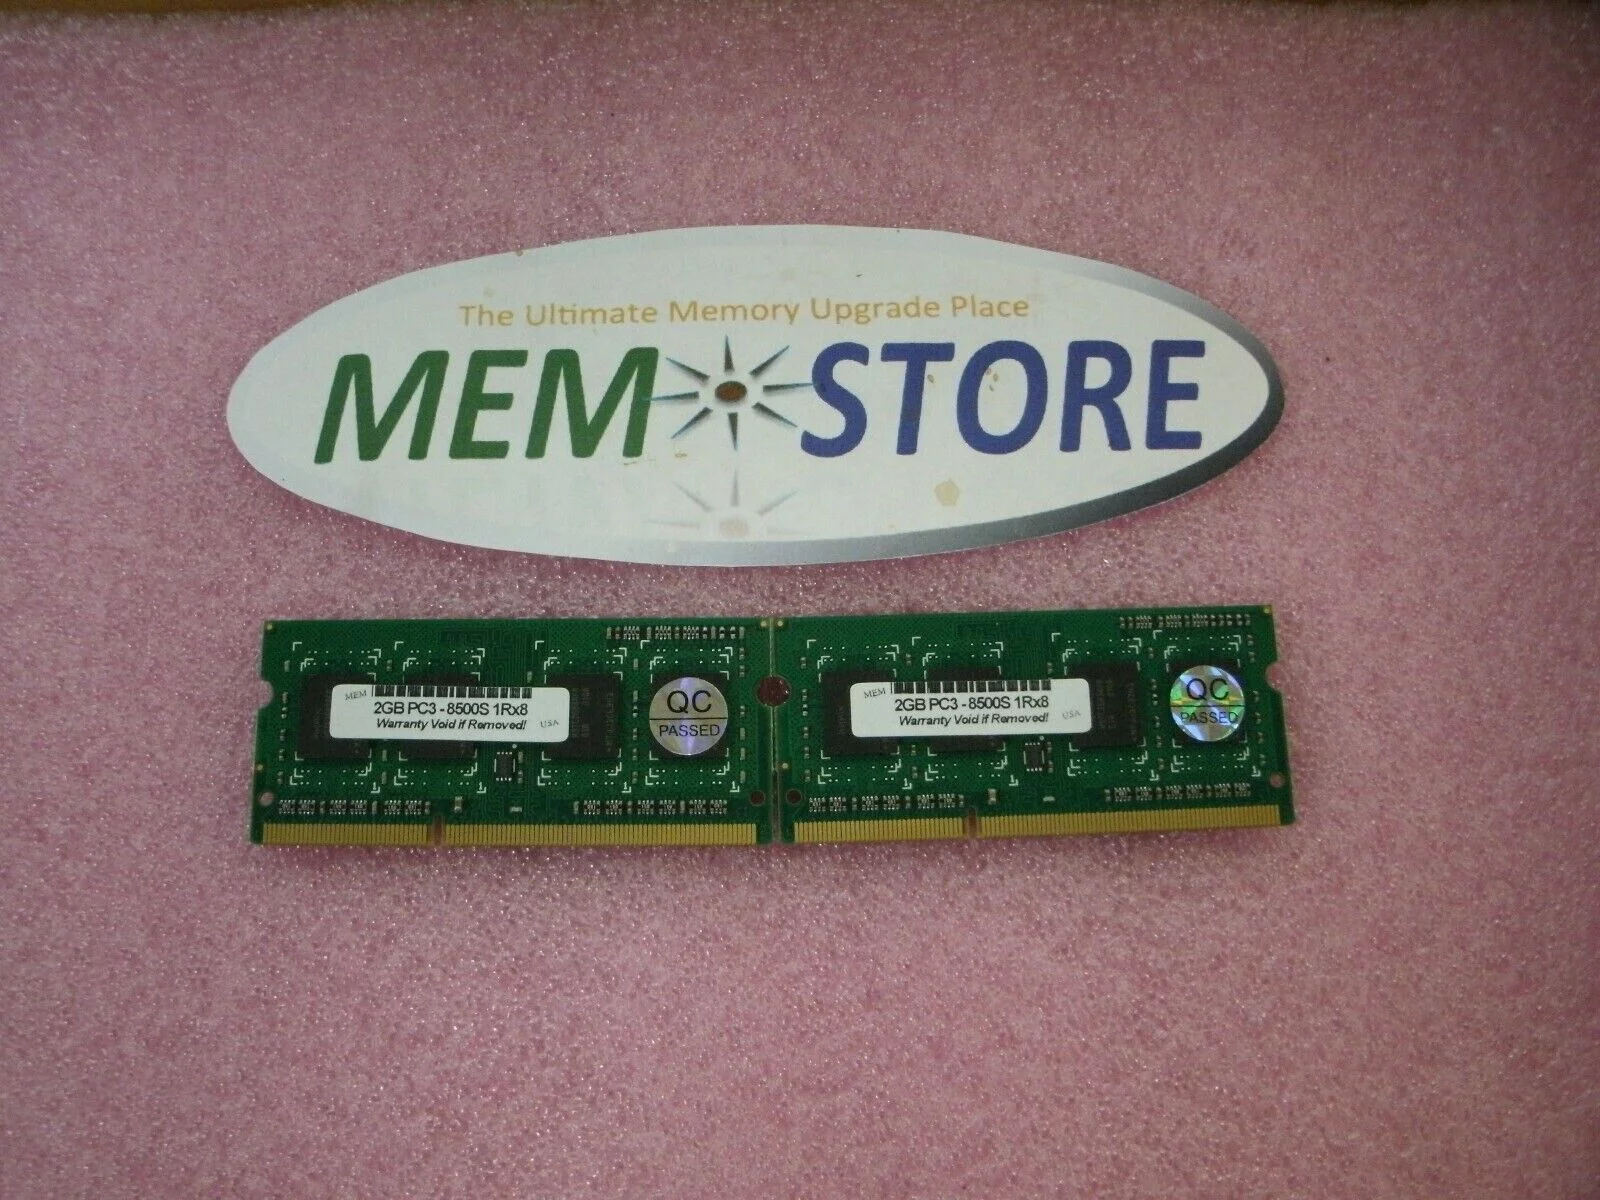 The Ultimate Memory Upgrade Place
MEM STORE
MEM
2GB PC3 - 8500S 1Rx8
Warranty Void if Removed!
USA
QC
PASSED
MEM
2GB PC3 - 8500S 1Rx8
Warranty Void if Removed!
USA
QC
PASSED